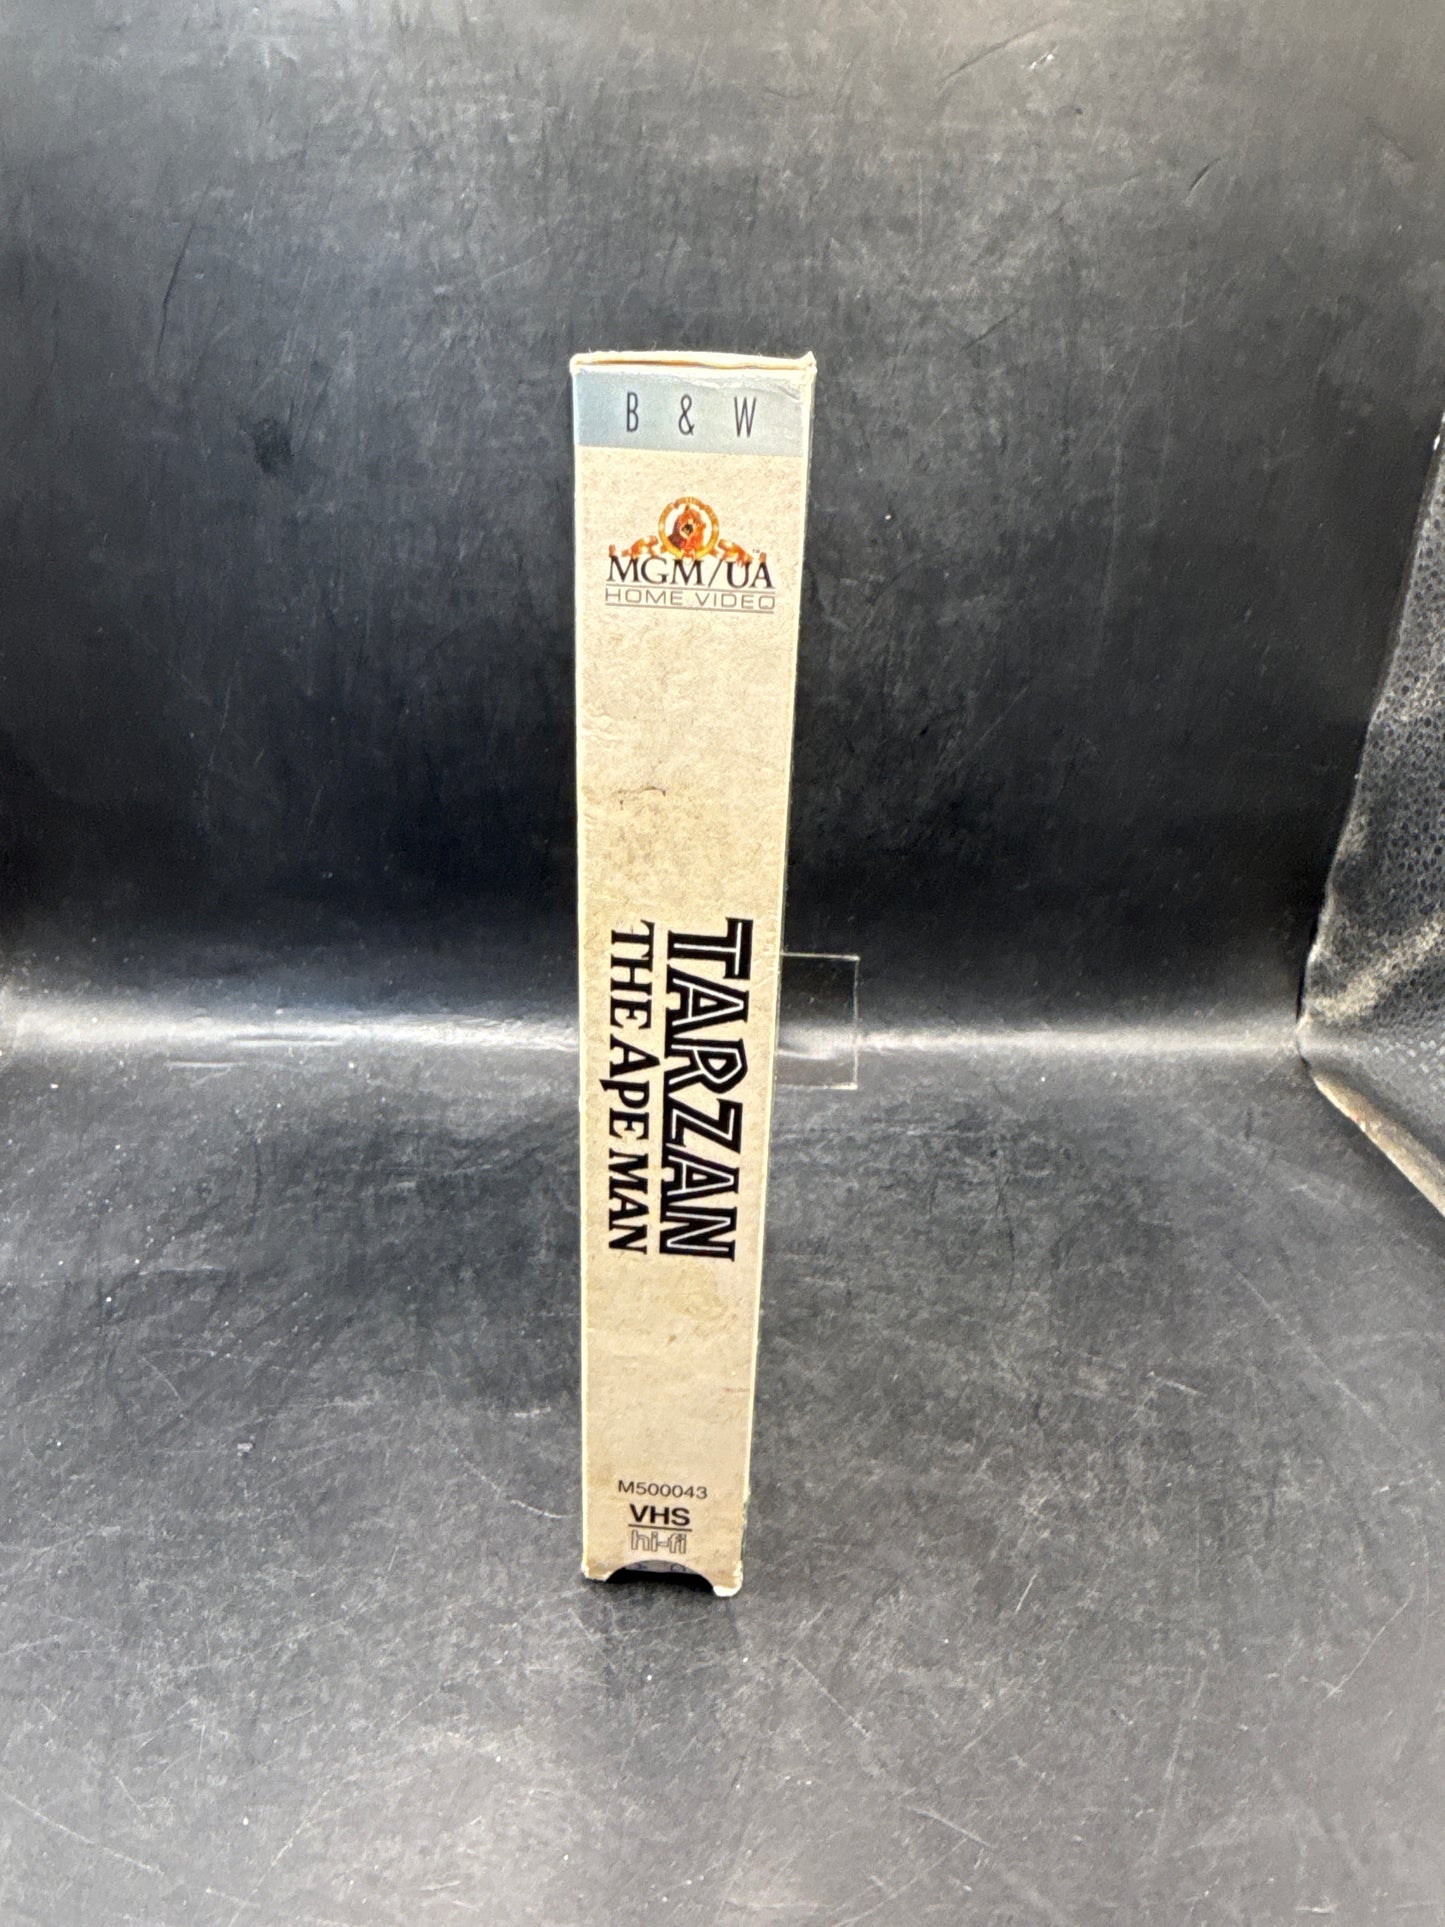 B & W
MGM/UA
HOME VIDEO
TARZAN
THE APE MAN
M500043
VHS
hi-fi